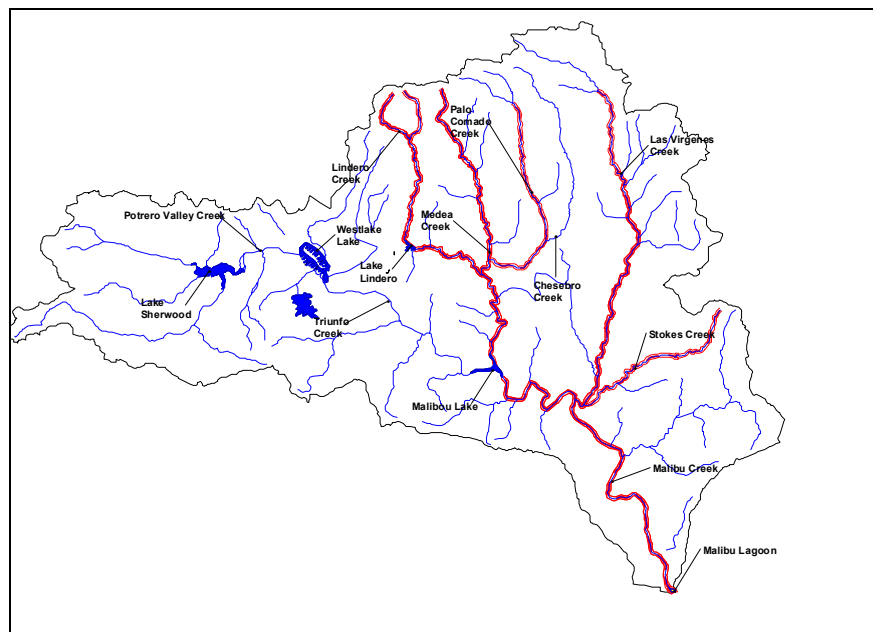 Palo
Comado
Creek
Las Virgenes
Creek
Lindero
Creek
Potrero Valley Creek
Westlake
Lake
Medea
Creek
Lake
Lindero
Chesebro
Creek
Lake
Sherwood
Triunfo
Creek
Stokes Creek
Malibou Lake
Malibu Creek
Malibu Lagoon